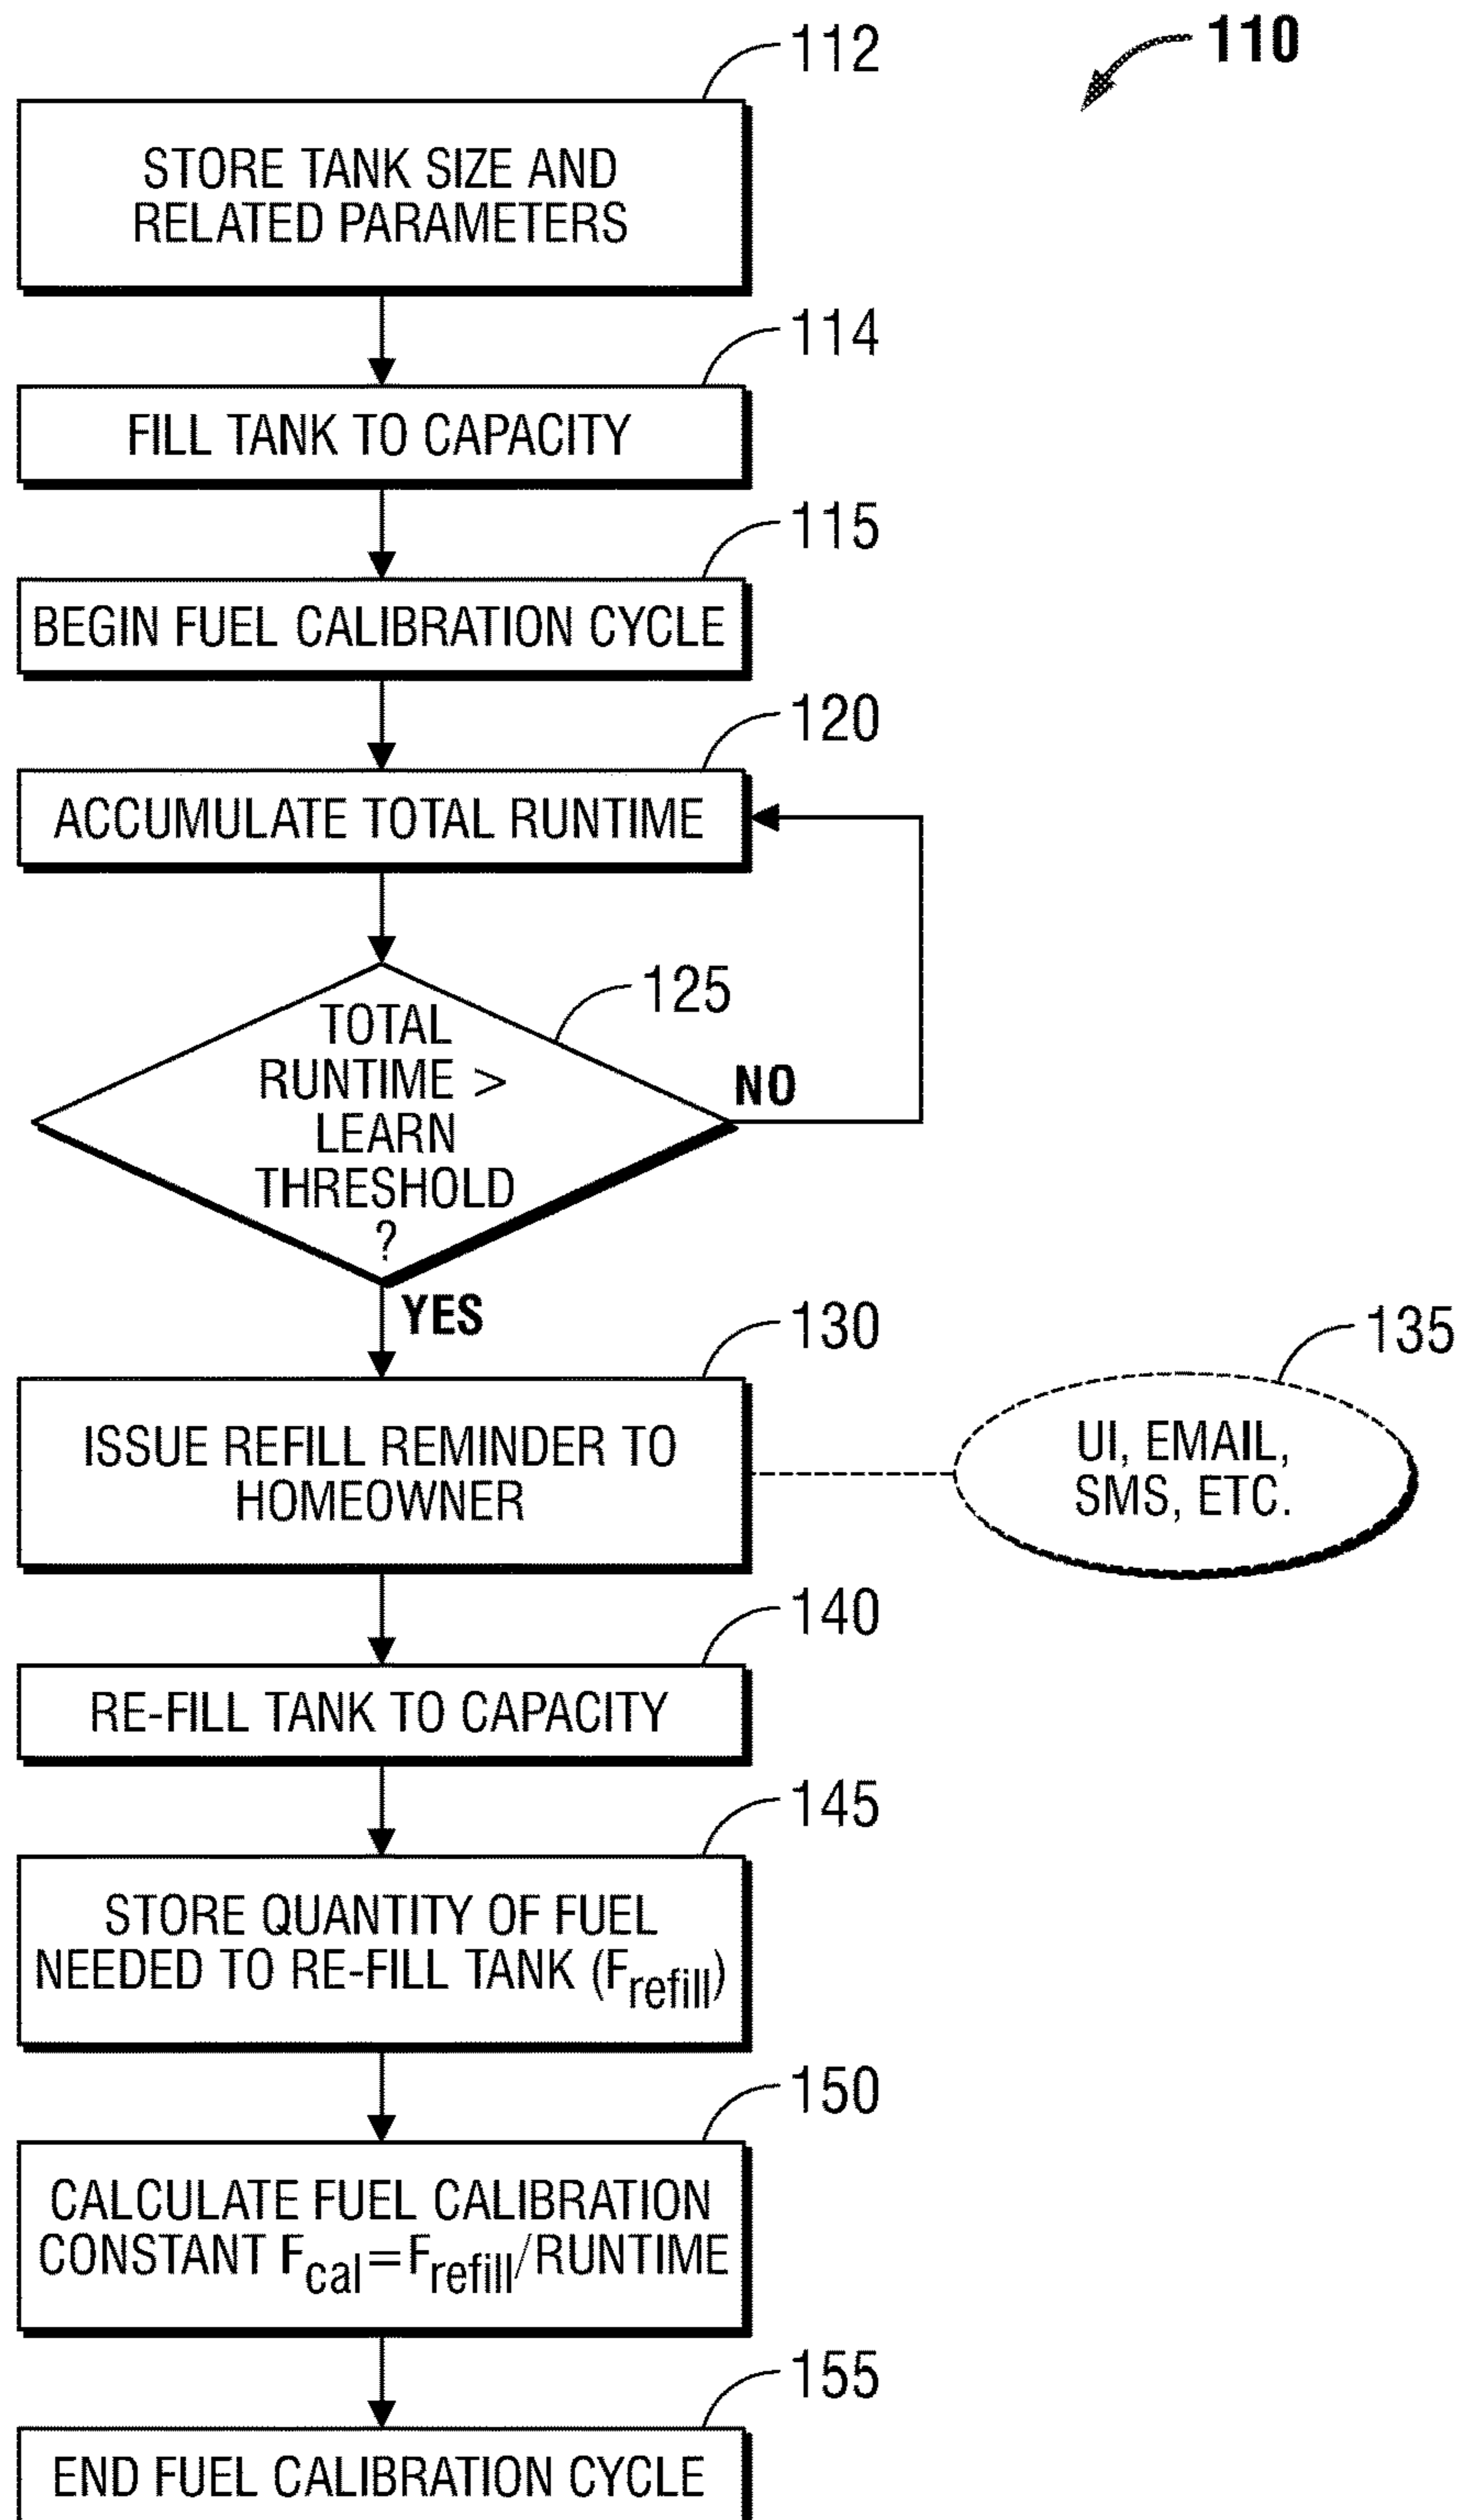 112
110
STORE TANK SIZE AND
RELATED PARAMETERS
114
FILL TANK TO CAPACITY
115
BEGIN FUEL CALIBRATION CYCLE
120
ACCUMULATE TOTAL RUNTIME
125
TOTAL
RUNTIME >
LEARN
THRESHOLD
?
NO
YES
130
135
ISSUE REFILL REMINDER TO
HOMEOWNER
UI, EMAIL,
SMS, ETC.
140
RE-FILL TANK TO CAPACITY
145
STORE QUANTITY OF FUEL
NEEDED TO RE-FILL TANK (Frefill)
150
CALCULATE FUEL CALIBRATION
CONSTANT Fcal=Frefill/RUNTIME
155
END FUEL CALIBRATION CYCLE